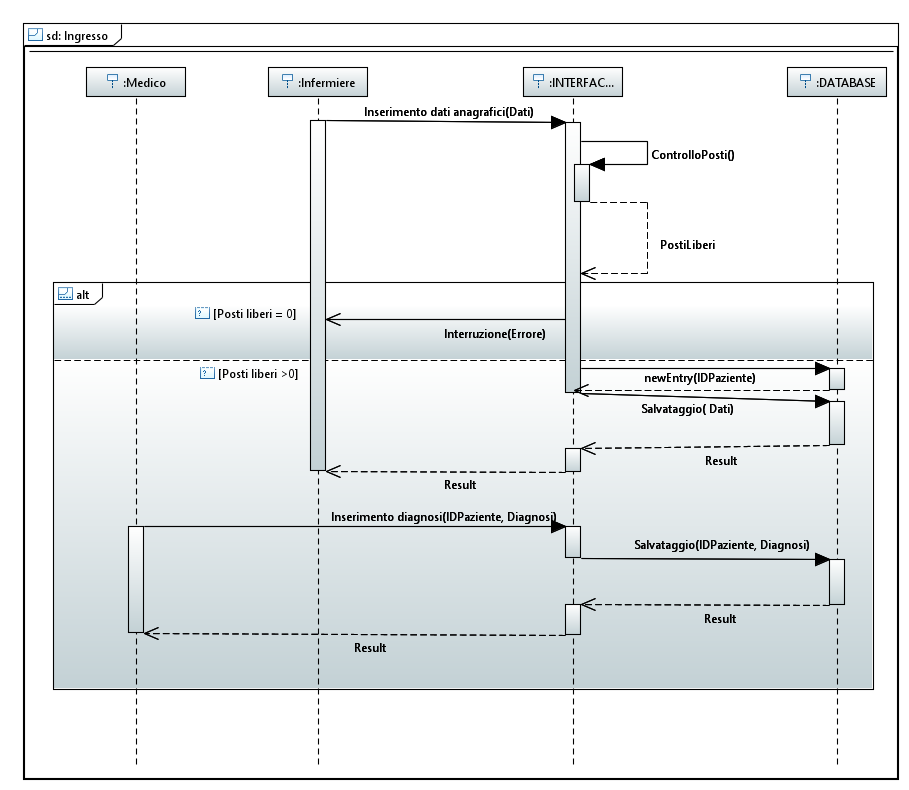 sd: Ingresso
:Medico
:Infermiere
:INTERFAC...
:DATABASE
Inserimento dati anagrafici(Dati)
ControlloPosti()
PostiLiberi
alt
[Posti liberi = 0]
Interruzione(Errore)
[Posti liberi >0]
newEntry(IDPaziente)
Salvataggio( Dati)
Result
Result
Inserimento diagnosi(IDPaziente, Diagnosi)
Salvataggio(IDPaziente, Diagnosi)
Result
Result